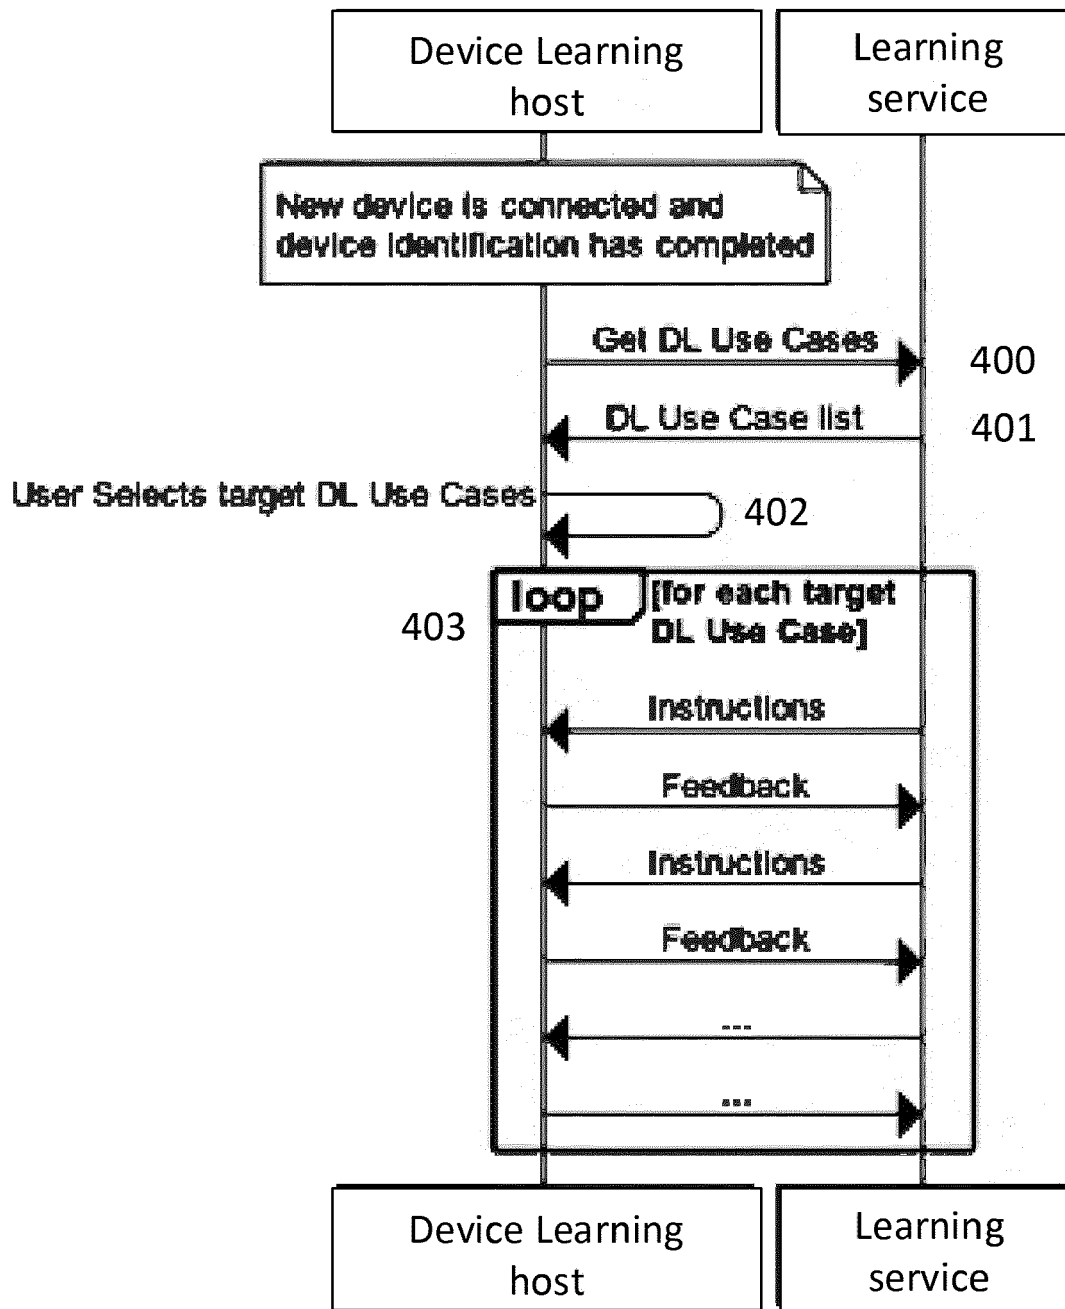 Device Learning
host
Learning
service
New device is connected and
device identification has completed
Get DL Use Cases
400
DL Use Case list
401
User Selects target DL Use Cases
402
loop
[for each target
DL Use Case]
403
Instructions
Feedback
Instructions
Feedback
...
...
Device Learning
host
Learning
service